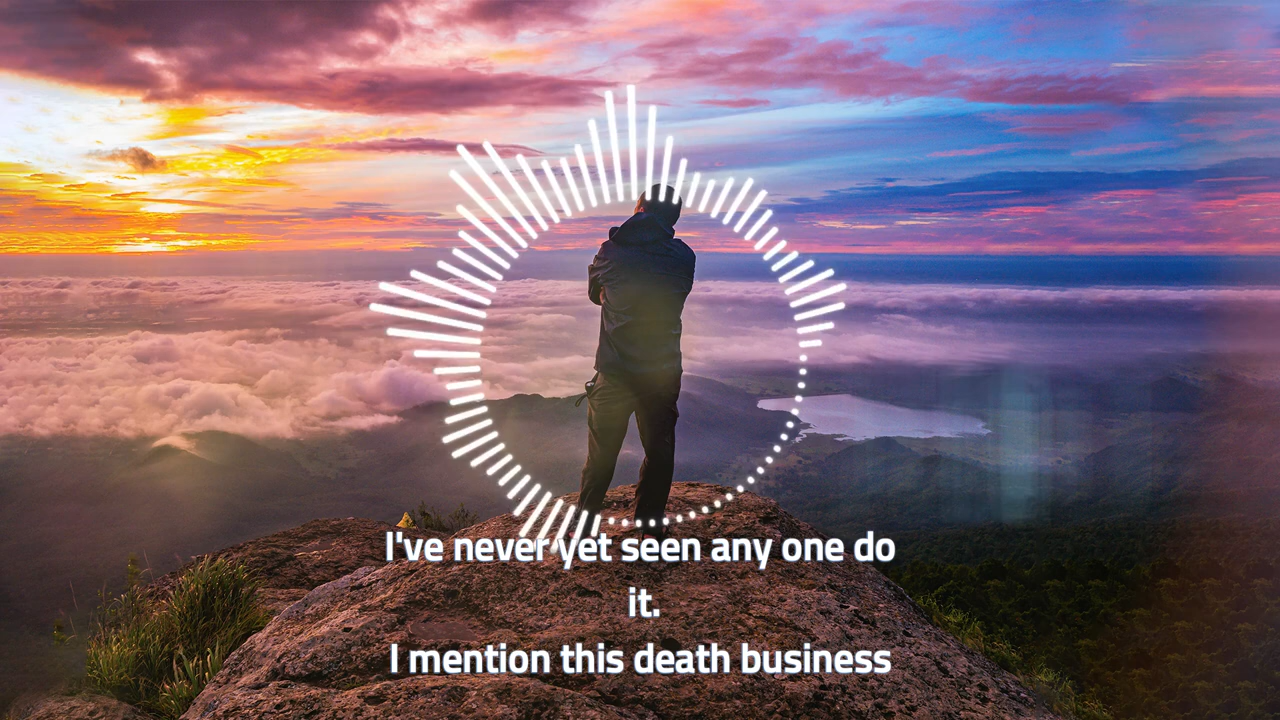 I've never yet seen any one do
it.
I mention this death business